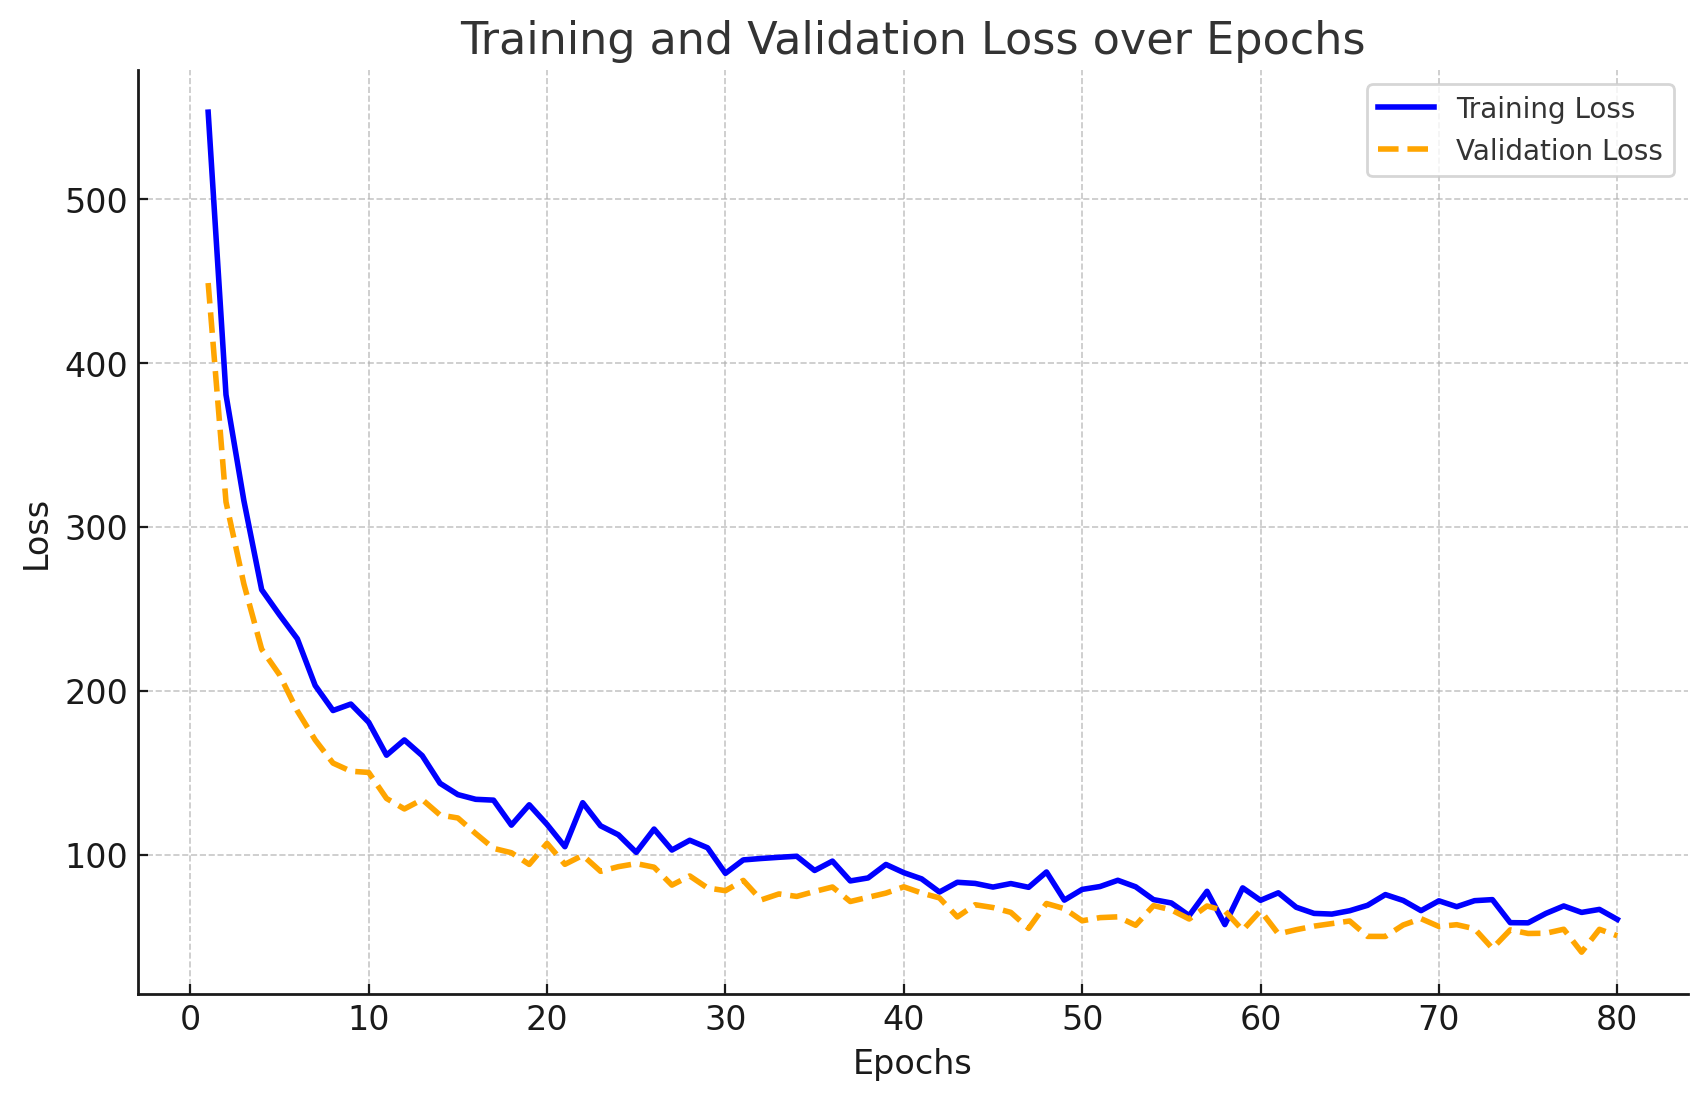 Training and Validation Loss over Epochs
Training Loss
Validation Loss
500
400
300
200
100
Loss
0 10 20 30 40 50 60 70 80
Epochs